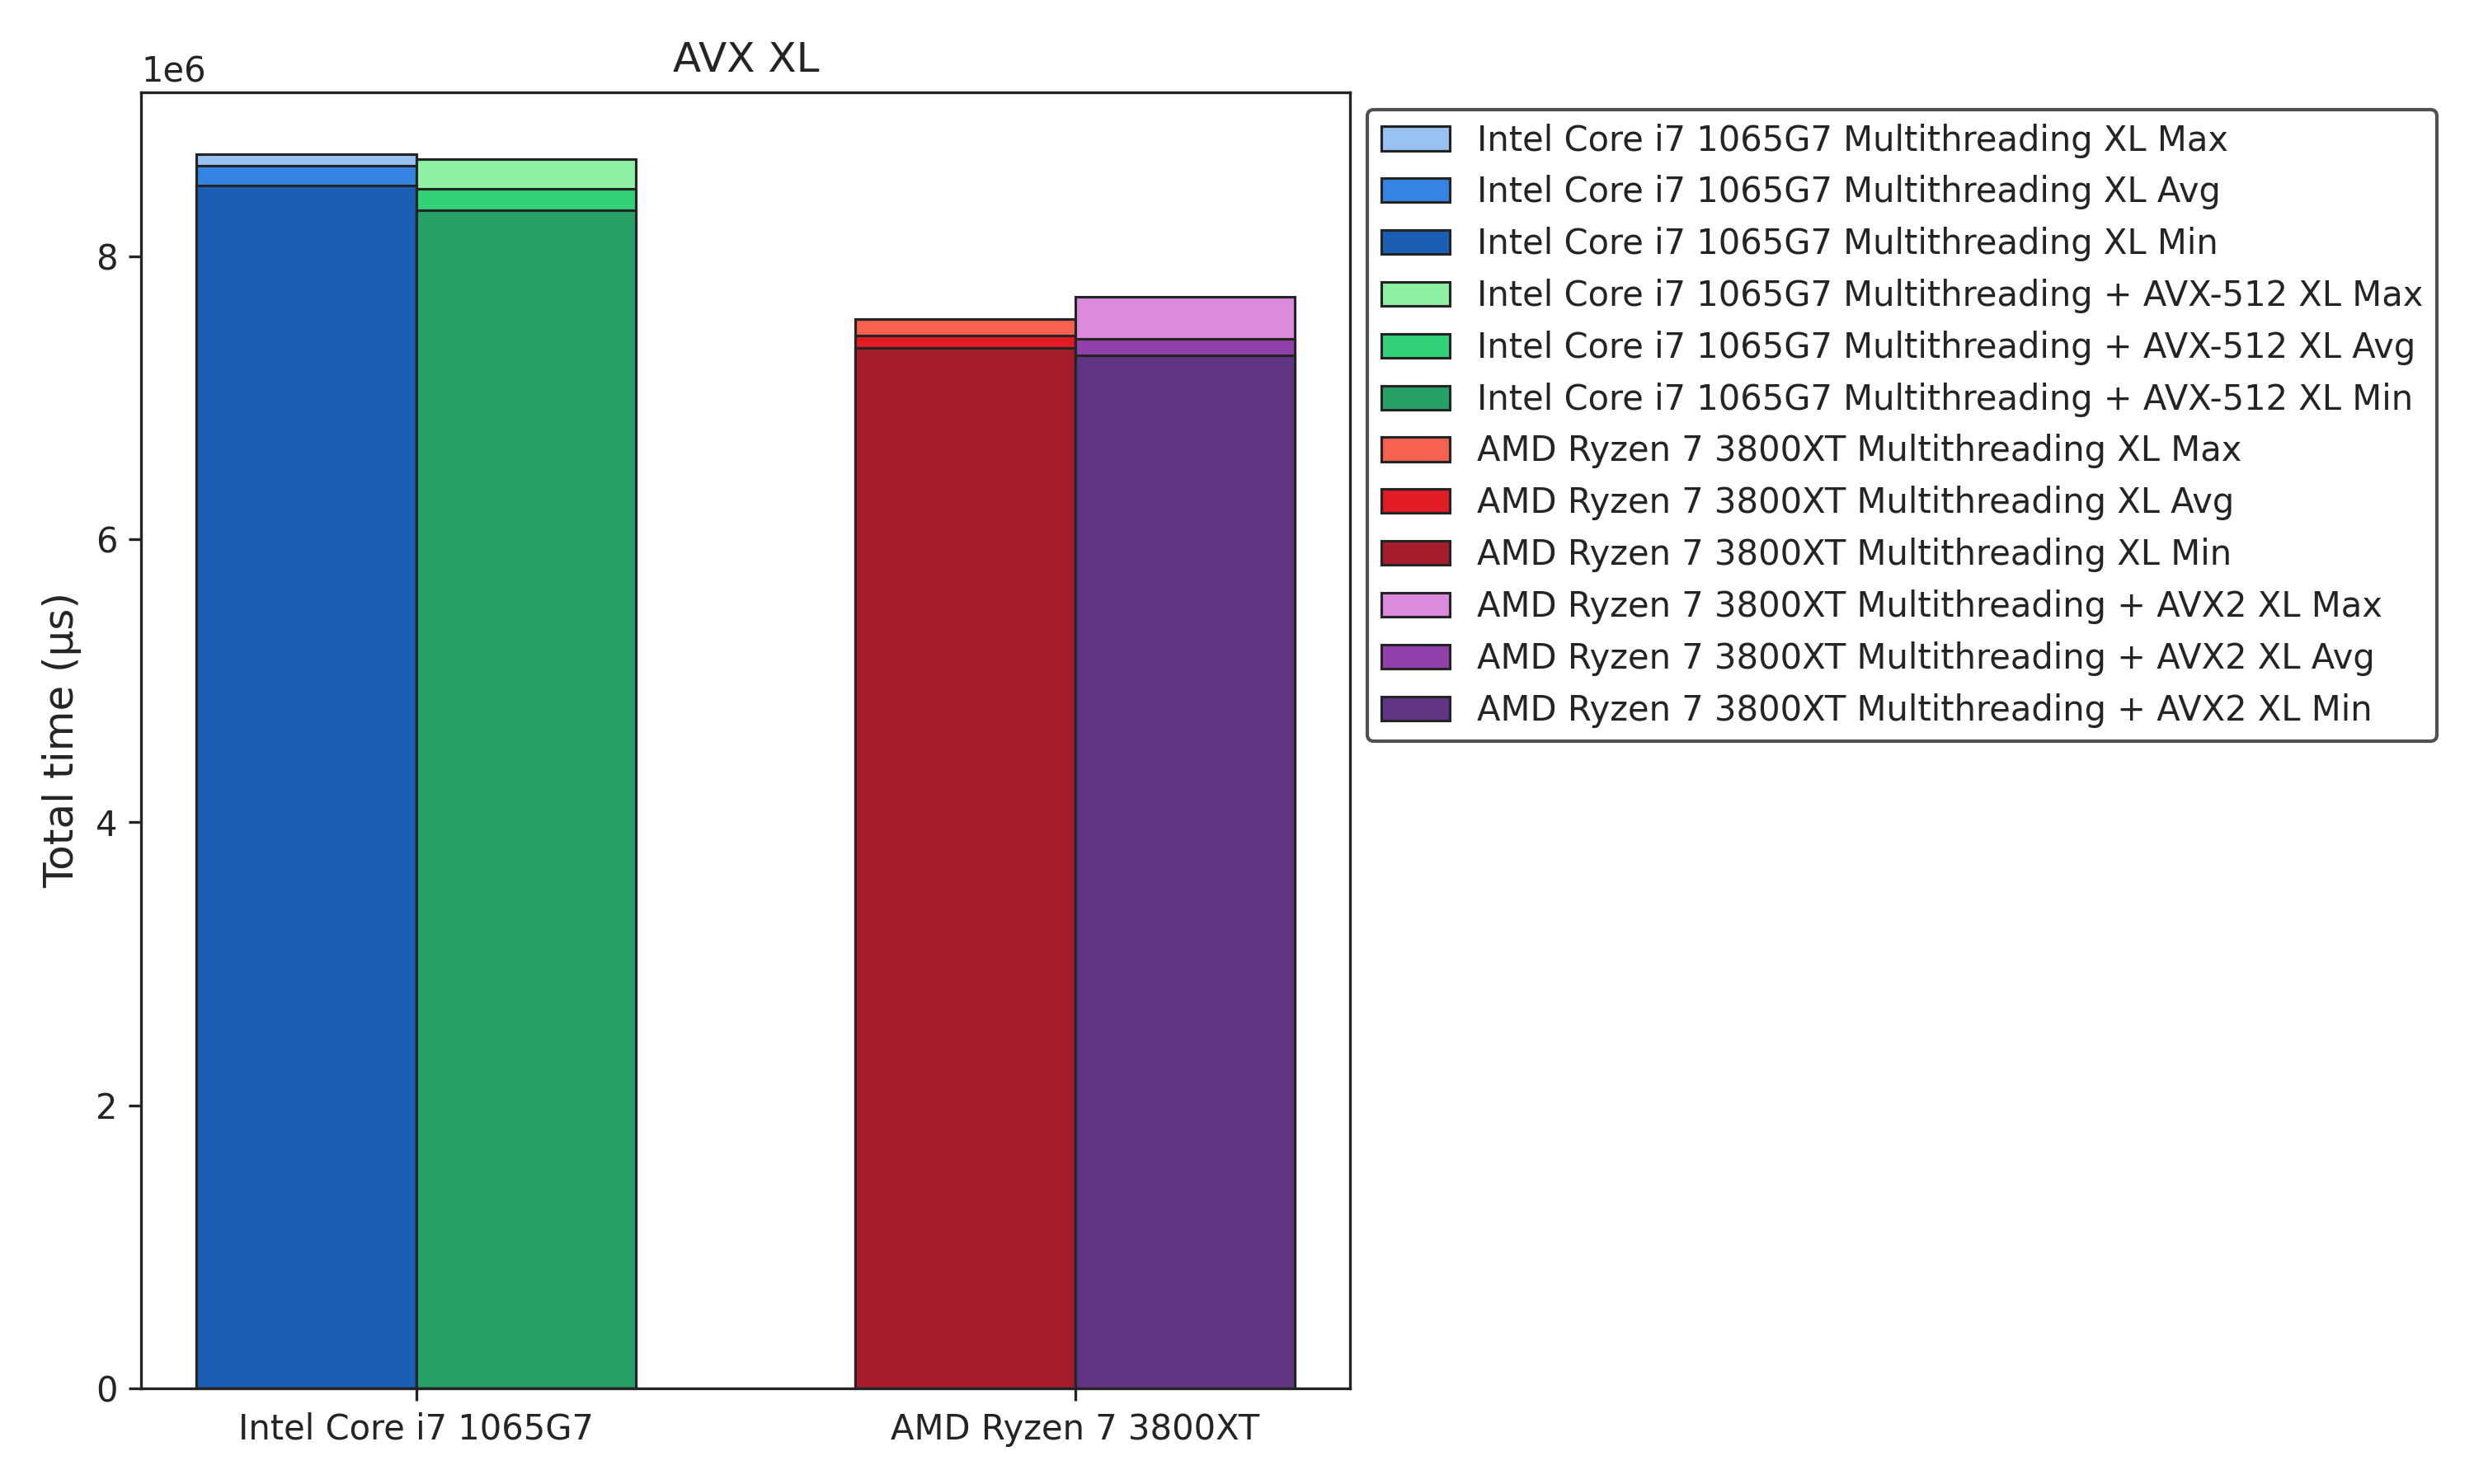 AVX XL
1e6
8
6
4
2
0
Total time (µs)
Intel Core i7 1065G7
AMD Ryzen 7 3800XT
Intel Core i7 1065G7 Multithreading XL Max
Intel Core i7 1065G7 Multithreading XL Avg
Intel Core i7 1065G7 Multithreading XL Min
Intel Core i7 1065G7 Multithreading + AVX-512 XL Max
Intel Core i7 1065G7 Multithreading + AVX-512 XL Avg
Intel Core i7 1065G7 Multithreading + AVX-512 XL Min
AMD Ryzen 7 3800XT Multithreading XL Max
AMD Ryzen 7 3800XT Multithreading XL Avg
AMD Ryzen 7 3800XT Multithreading XL Min
AMD Ryzen 7 3800XT Multithreading + AVX2 XL Max
AMD Ryzen 7 3800XT Multithreading + AVX2 XL Avg
AMD Ryzen 7 3800XT Multithreading + AVX2 XL Min